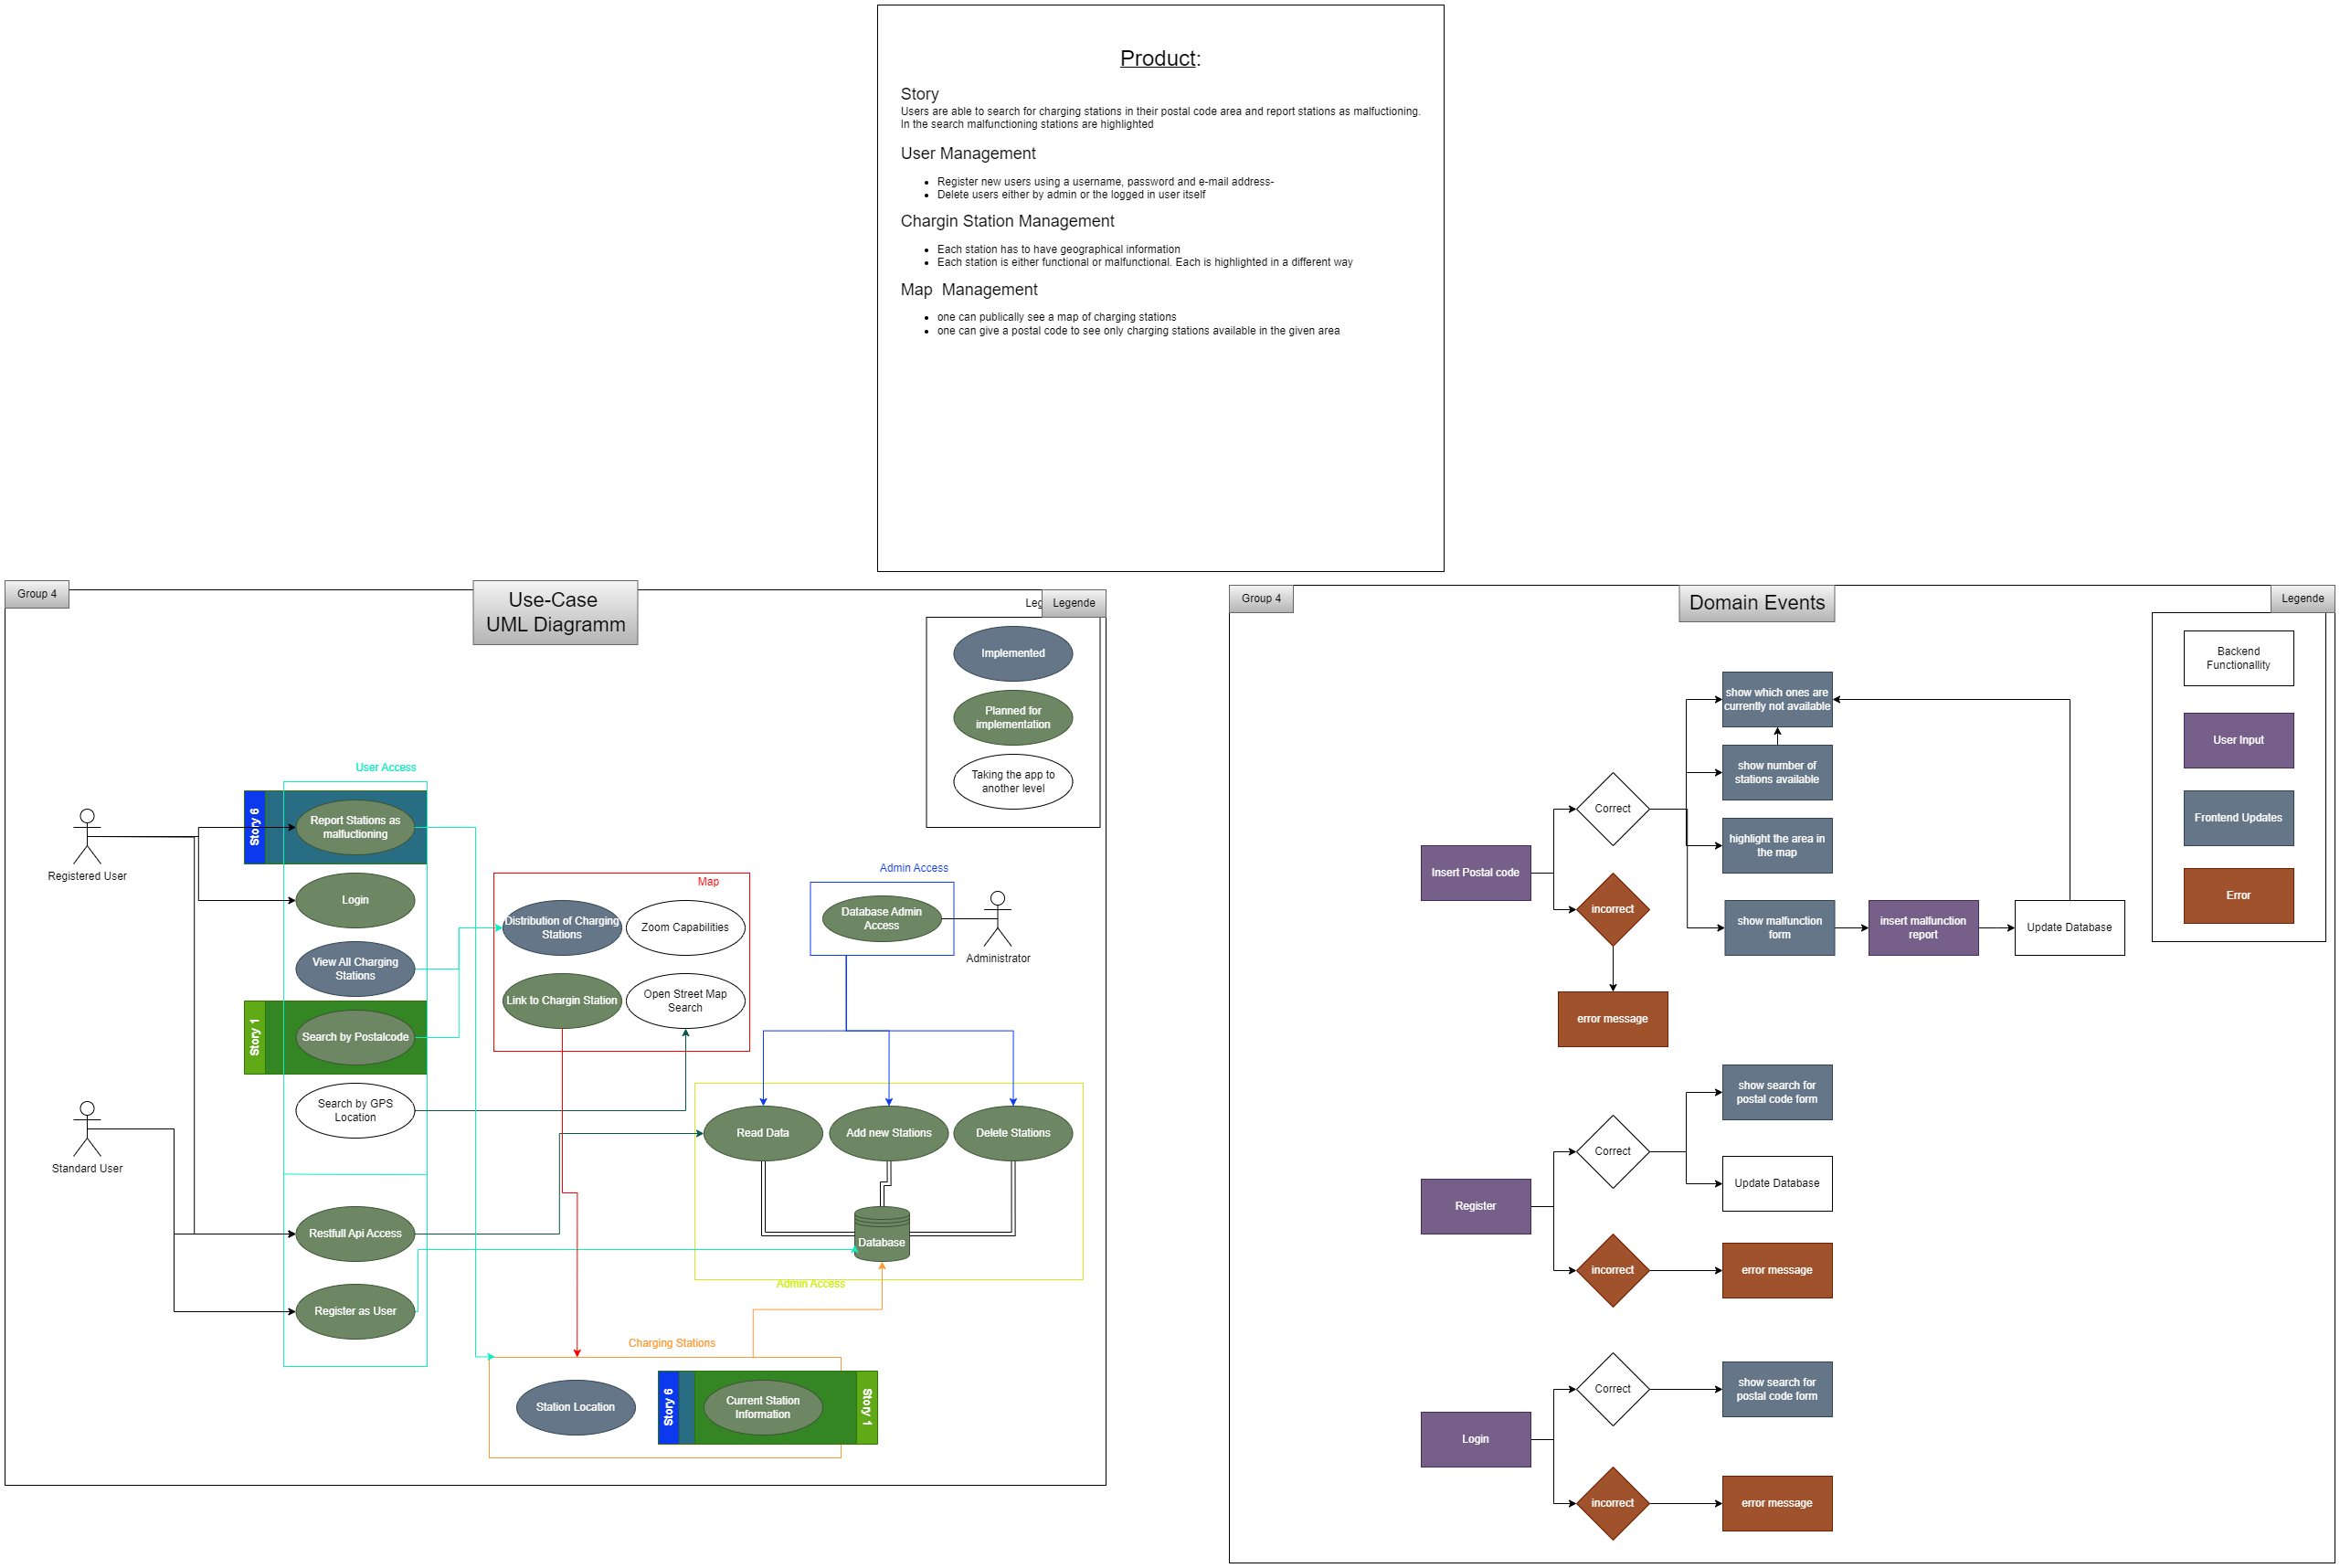 Product:
Story
Users are able to search for charging stations in their postal code area and report stations as malfuctioning.
In the search malfunctioning stations are highlighted
User Management
Register new users using a username, password and e-mail address-
Delete users either by admin or the logged in user itself
Chargin Station Management
Each station has to have geographical information
Each station is either functional or malfunctional. Each is highlighted in a different way
Map  Management
one can publically see a map of charging stations
one can give a postal code to see only charging stations available in the given area
Group 4
Use-Case
UML Diagramm
Leg
Legende
Implemented
Planned for
implementation
Taking the app to
another level
User Access
Story 6
Report Stations as
malfuctioning
Registered User
Login
View All Charging
Stations
Story 1
Search by Postalcode
Search by GPS
Location
Standard User
Restfull Api Access
Register as User
Map
Distribution of Charging
Stations
Zoom Capabilities
Link to Chargin Station
Open Street Map
Search
Admin Access
Database Admin
Access
Administrator
Read Data
Add new Stations
Delete Stations
Database
Admin Access
Charging Stations
Station Location
Story 6
Current Station
Information
Story 1
Group 4
Domain Events
Legende
Backend
Functionallity
User Input
Frontend Updates
Error
Insert Postal code
Correct
incorrect
error message
show which ones are
currently not available
show number of
stations available
highlight the area in
the map
show malfunction
form
insert malfunction
report
Update Database
Register
Correct
show search for
postal code form
Update Database
incorrect
error message
Login
Correct
show search for
postal code form
incorrect
error message